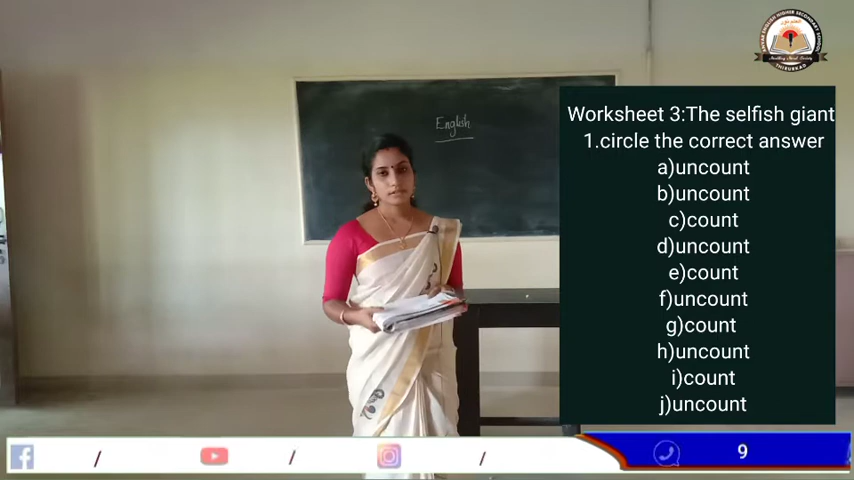 English
Worksheet 3:The selfish giant
1.circle the correct answer
a)uncount
b)uncount
c)count
d)uncount
e)count
f)uncount
g)count
h)uncount
i)count
j)uncount
/
/
/
9